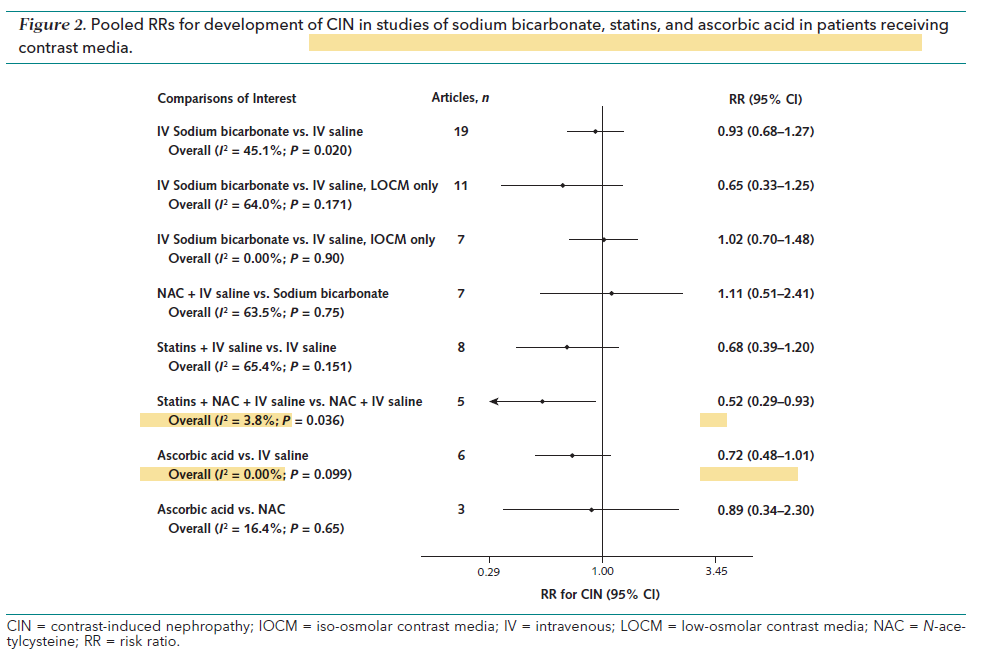 Figure 2. Pooled RRs for development of CIN in studies of sodium bicarbonate, statins, and ascorbic acid in patients receiving
contrast media.
Comparisons of Interest Articles, n RR (95% CI)
IV Sodium bicarbonate vs. IV saline 19 0.93 (0.68–1.27)
Overall (I² = 45.1%; P = 0.020)
IV Sodium bicarbonate vs. IV saline, LOCM only 11 0.65 (0.33–1.25)
Overall (I² = 64.0%; P = 0.171)
IV Sodium bicarbonate vs. IV saline, IOCM only 7 1.02 (0.70–1.48)
Overall (I² = 0.00%; P = 0.90)
NAC + IV saline vs. Sodium bicarbonate 7 1.11 (0.51–2.41)
Overall (I² = 63.5%; P = 0.75)
Statins + IV saline vs. IV saline 8 0.68 (0.39–1.20)
Overall (I² = 65.4%; P = 0.151)
Statins + NAC + IV saline vs. NAC + IV saline 5 0.52 (0.29–0.93)
Overall (I² = 3.8%; P = 0.036)
Ascorbic acid vs. IV saline 6 0.72 (0.48–1.01)
Overall (I² = 0.00%; P = 0.099)
Ascorbic acid vs. NAC 3 0.89 (0.34–2.30)
Overall (I² = 16.4%; P = 0.65)
0.29 1.00 3.45
RR for CIN (95% CI)
CIN = contrast-induced nephropathy; IOCM = iso-osmolar contrast media; IV = intravenous; LOCM = low-osmolar contrast media; NAC = N-ace-
tylcysteine; RR = risk ratio.